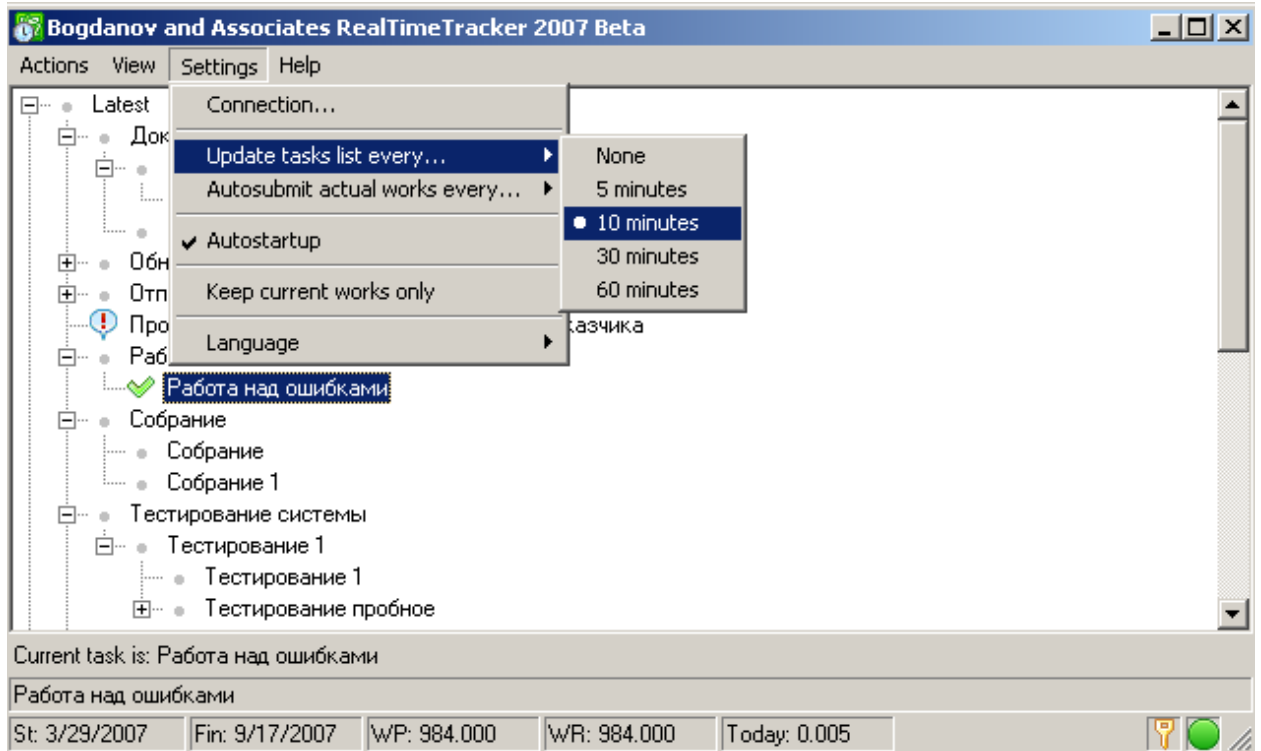 Bogdanov and Associates RealTimeTracker 2007 Beta
Actions View Settings Help
Latest
Connection...
Update tasks list every...
Autosubmit actual works every...
Autostartup
Keep current works only
Language
None
5 minutes
10 minutes
30 minutes
60 minutes
Работа над ошибками
Собрание
Собрание
Собрание 1
Тестирование системы
Тестирование 1
Тестирование 1
Тестирование пробное
Current task is: Работа над ошибками
Работа над ошибками
St: 3/29/2007 Fin: 9/17/2007 WP: 984.000 WR: 984.000 Today: 0.005